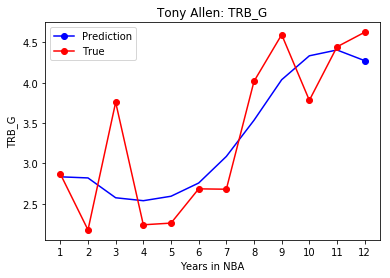 Tony Allen: TRB_G
Prediction
True
4.5
4.0
3.5
3.0
2.5
TRB_G
1 2 3 4 5 6 7 8 9 10 11 12
Years in NBA